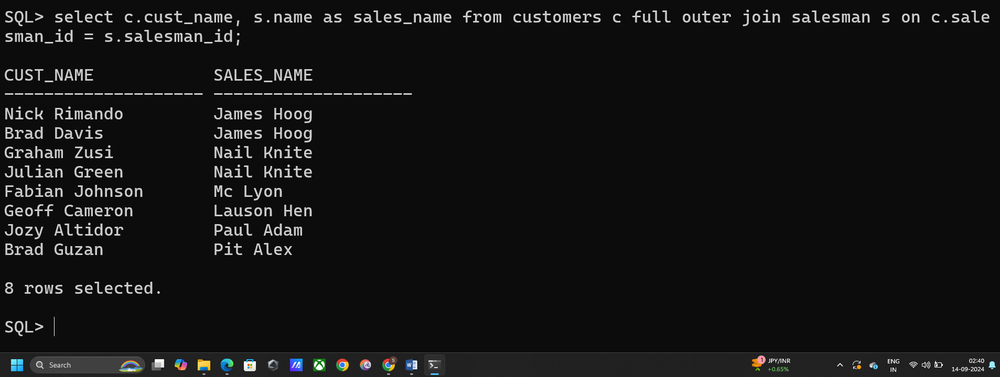 SQL> select c.cust_name, s.name as sales_name from customers c full outer join salesman s on c.sale
sman_id = s.salesman_id;
CUST_NAME SALES_NAME
-------------------- --------------------
Nick Rimando James Hoog
Brad Davis James Hoog
Graham Zusi Nail Knite
Julian Green Nail Knite
Fabian Johnson Mc Lyon
Geoff Cameron Lauson Hen
Jozy Altidor Paul Adam
Brad Guzan Pit Alex
8 rows selected.
SQL>
Search
1
JPY/INR
+0.65%
ENG
IN
02:40
14-09-2024